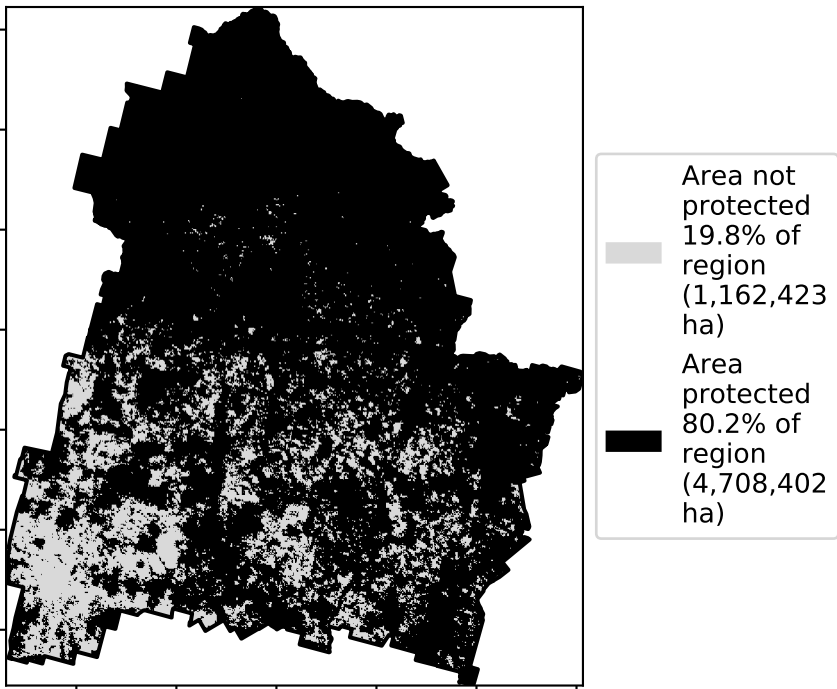 Area not
protected
19.8% of
region
(1,162,423
ha)
Area
protected
80.2% of
region
(4,708,402
ha)